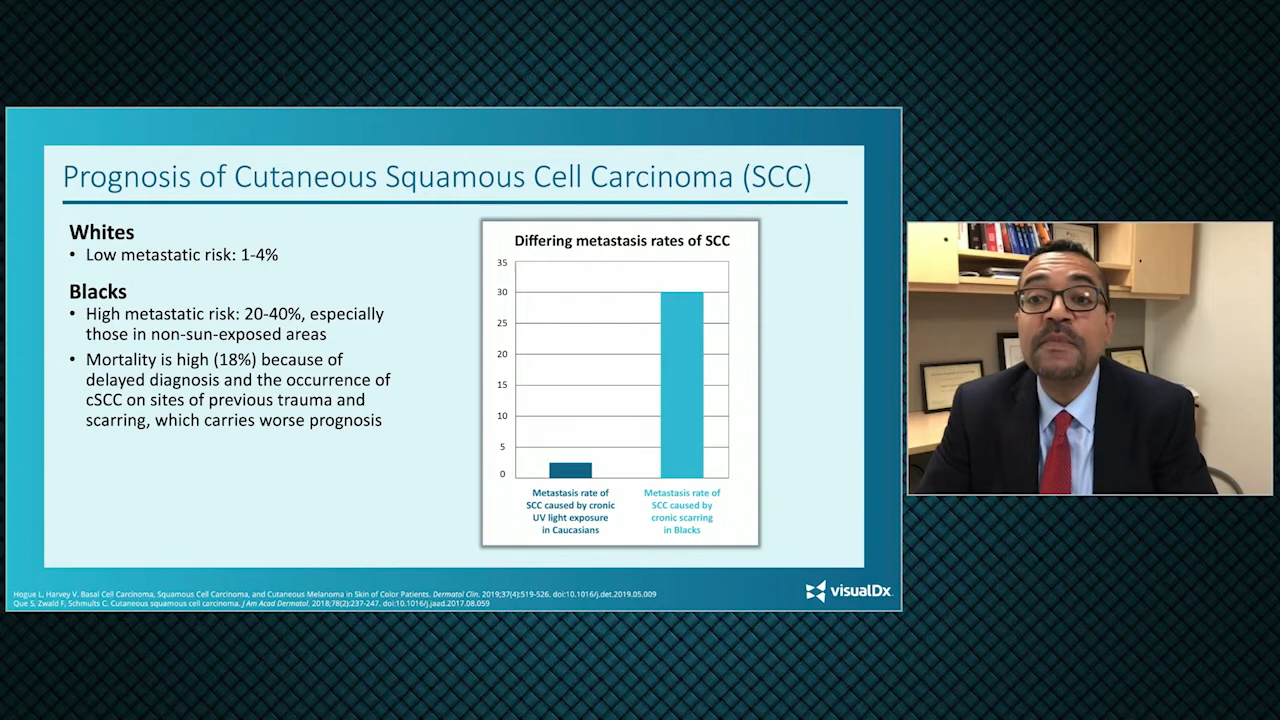 Prognosis of Cutaneous Squamous Cell Carcinoma (SCC)
Whites
• Low metastatic risk: 1-4%
Blacks
• High metastatic risk: 20-40%, especially
those in non-sun-exposed areas
• Mortality is high (18%) because of
delayed diagnosis and the occurrence of
cSCC on sites of previous trauma and
scarring, which carries worse prognosis
Differing metastasis rates of SCC
35
30
25
20
15
10
5
0
Metastasis rate of
SCC caused by cronic
UV light exposure
in Caucasians
Metastasis rate of
SCC caused by
cronic scarring
in Blacks
Hogue L, Harvey V. Basal Cell Carcinoma, Squamous Cell Carcinoma, and Cutaneous Melanoma in Skin of Color Patients. Dermatol Clin. 2019;37(4):519-526. doi:10.1016/j.det.2019.05.009
Que S, Zwald F, Schmults C. Cutaneous squamous cell carcinoma. J Am Acad Dermatol. 2018;78(2):237-247. doi:10.1016/j.jaad.2017.08.059
visualDx.